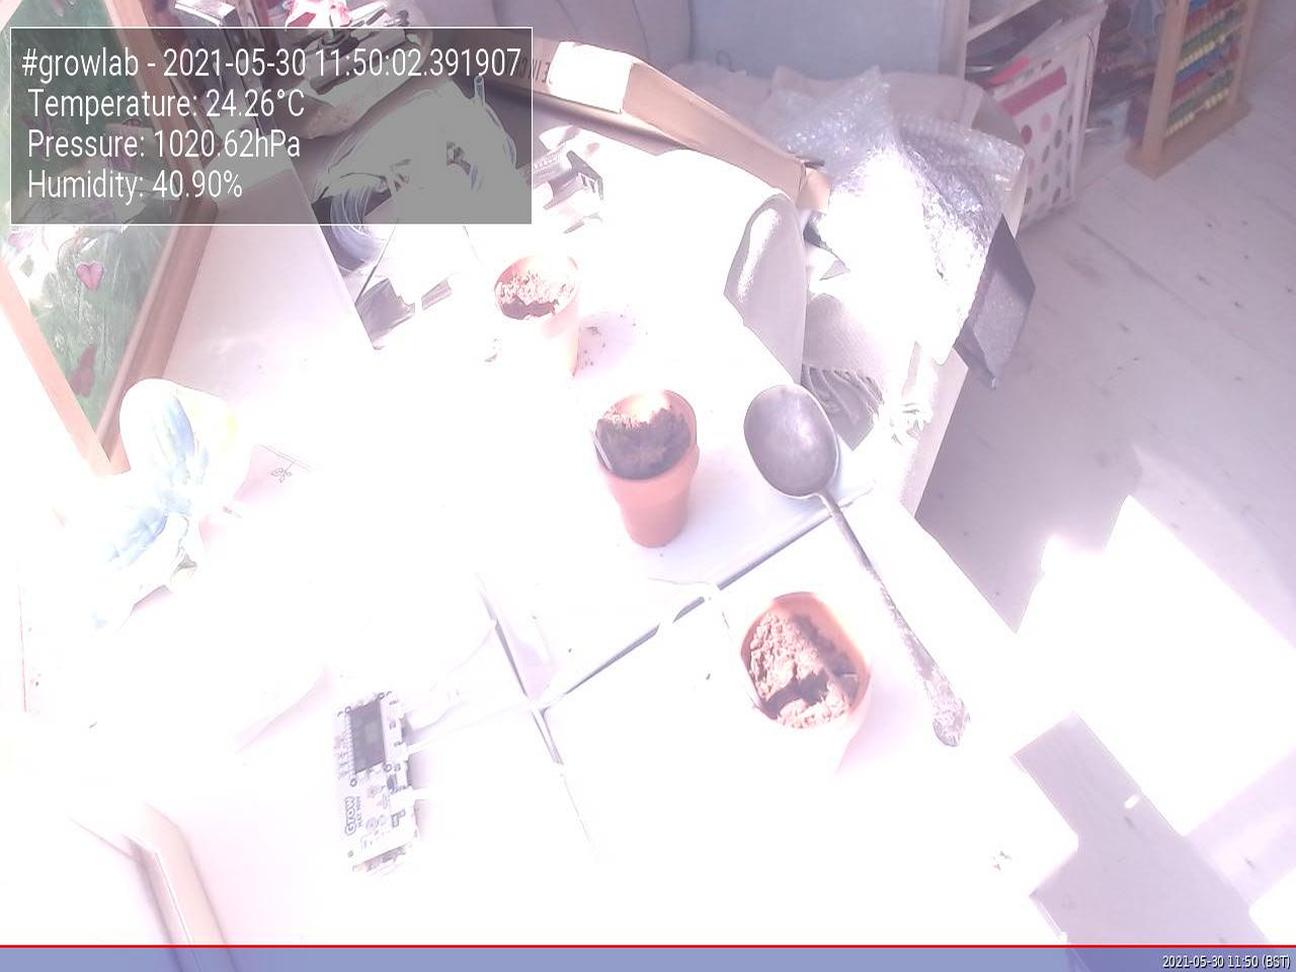 #growlab - 2021-05-30 11:50:02.391907
Temperature: 24.26°C
Pressure: 1020.62hPa
Humidity: 40.90%
Grow
2021-05-30 11:50 (BST)